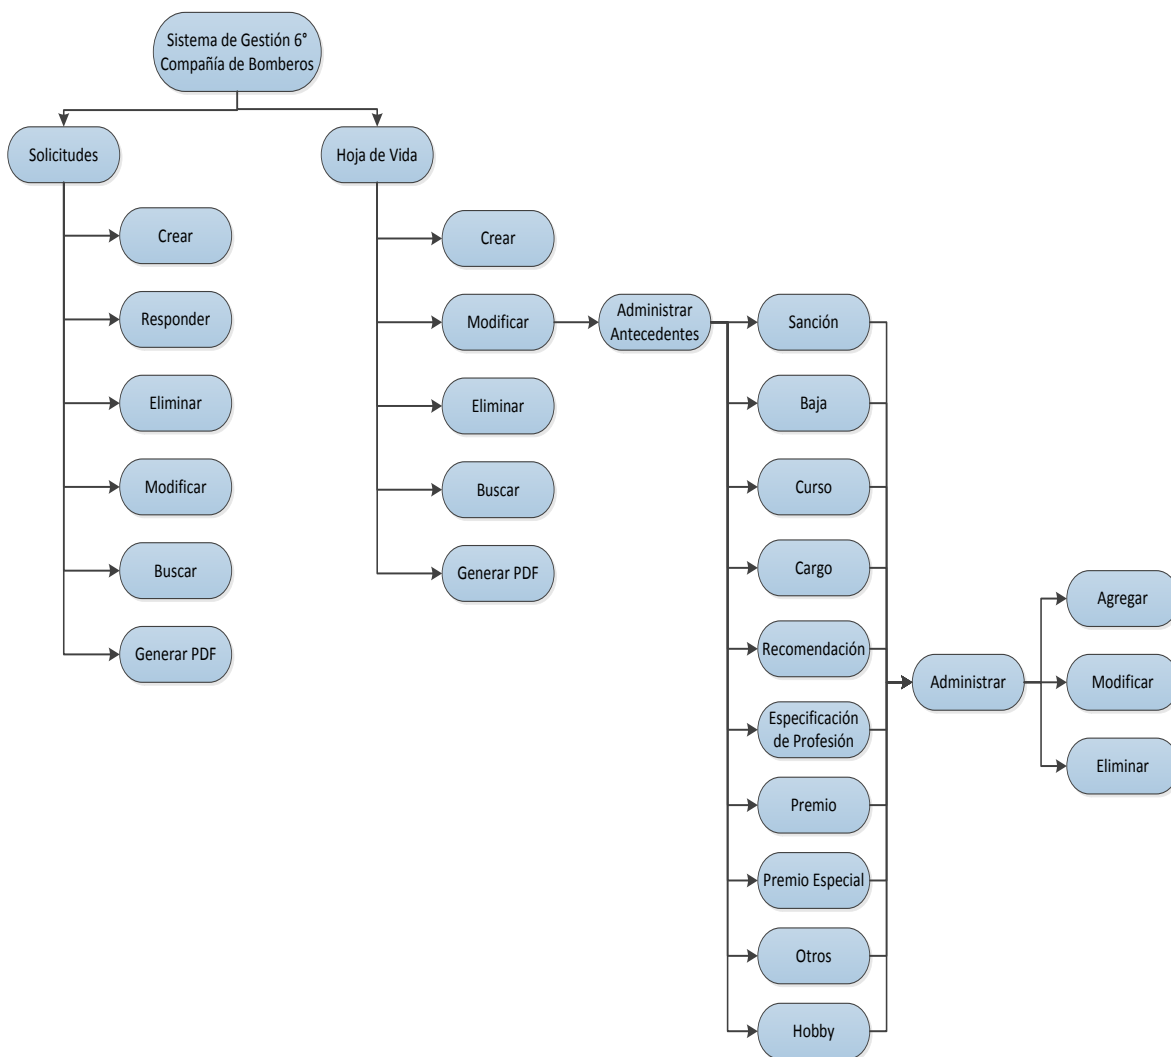 Sistema de Gestión 6°
Compañía de Bomberos
Solicitudes
Hoja de Vida
Crear
Responder
Eliminar
Modificar
Buscar
Generar PDF
Crear
Modificar
Eliminar
Buscar
Generar PDF
Administrar
Antecedentes
Sanción
Baja
Curso
Cargo
Recomendación
Especificación
de Profesión
Premio
Premio Especial
Otros
Hobby
Administrar
Agregar
Modificar
Eliminar